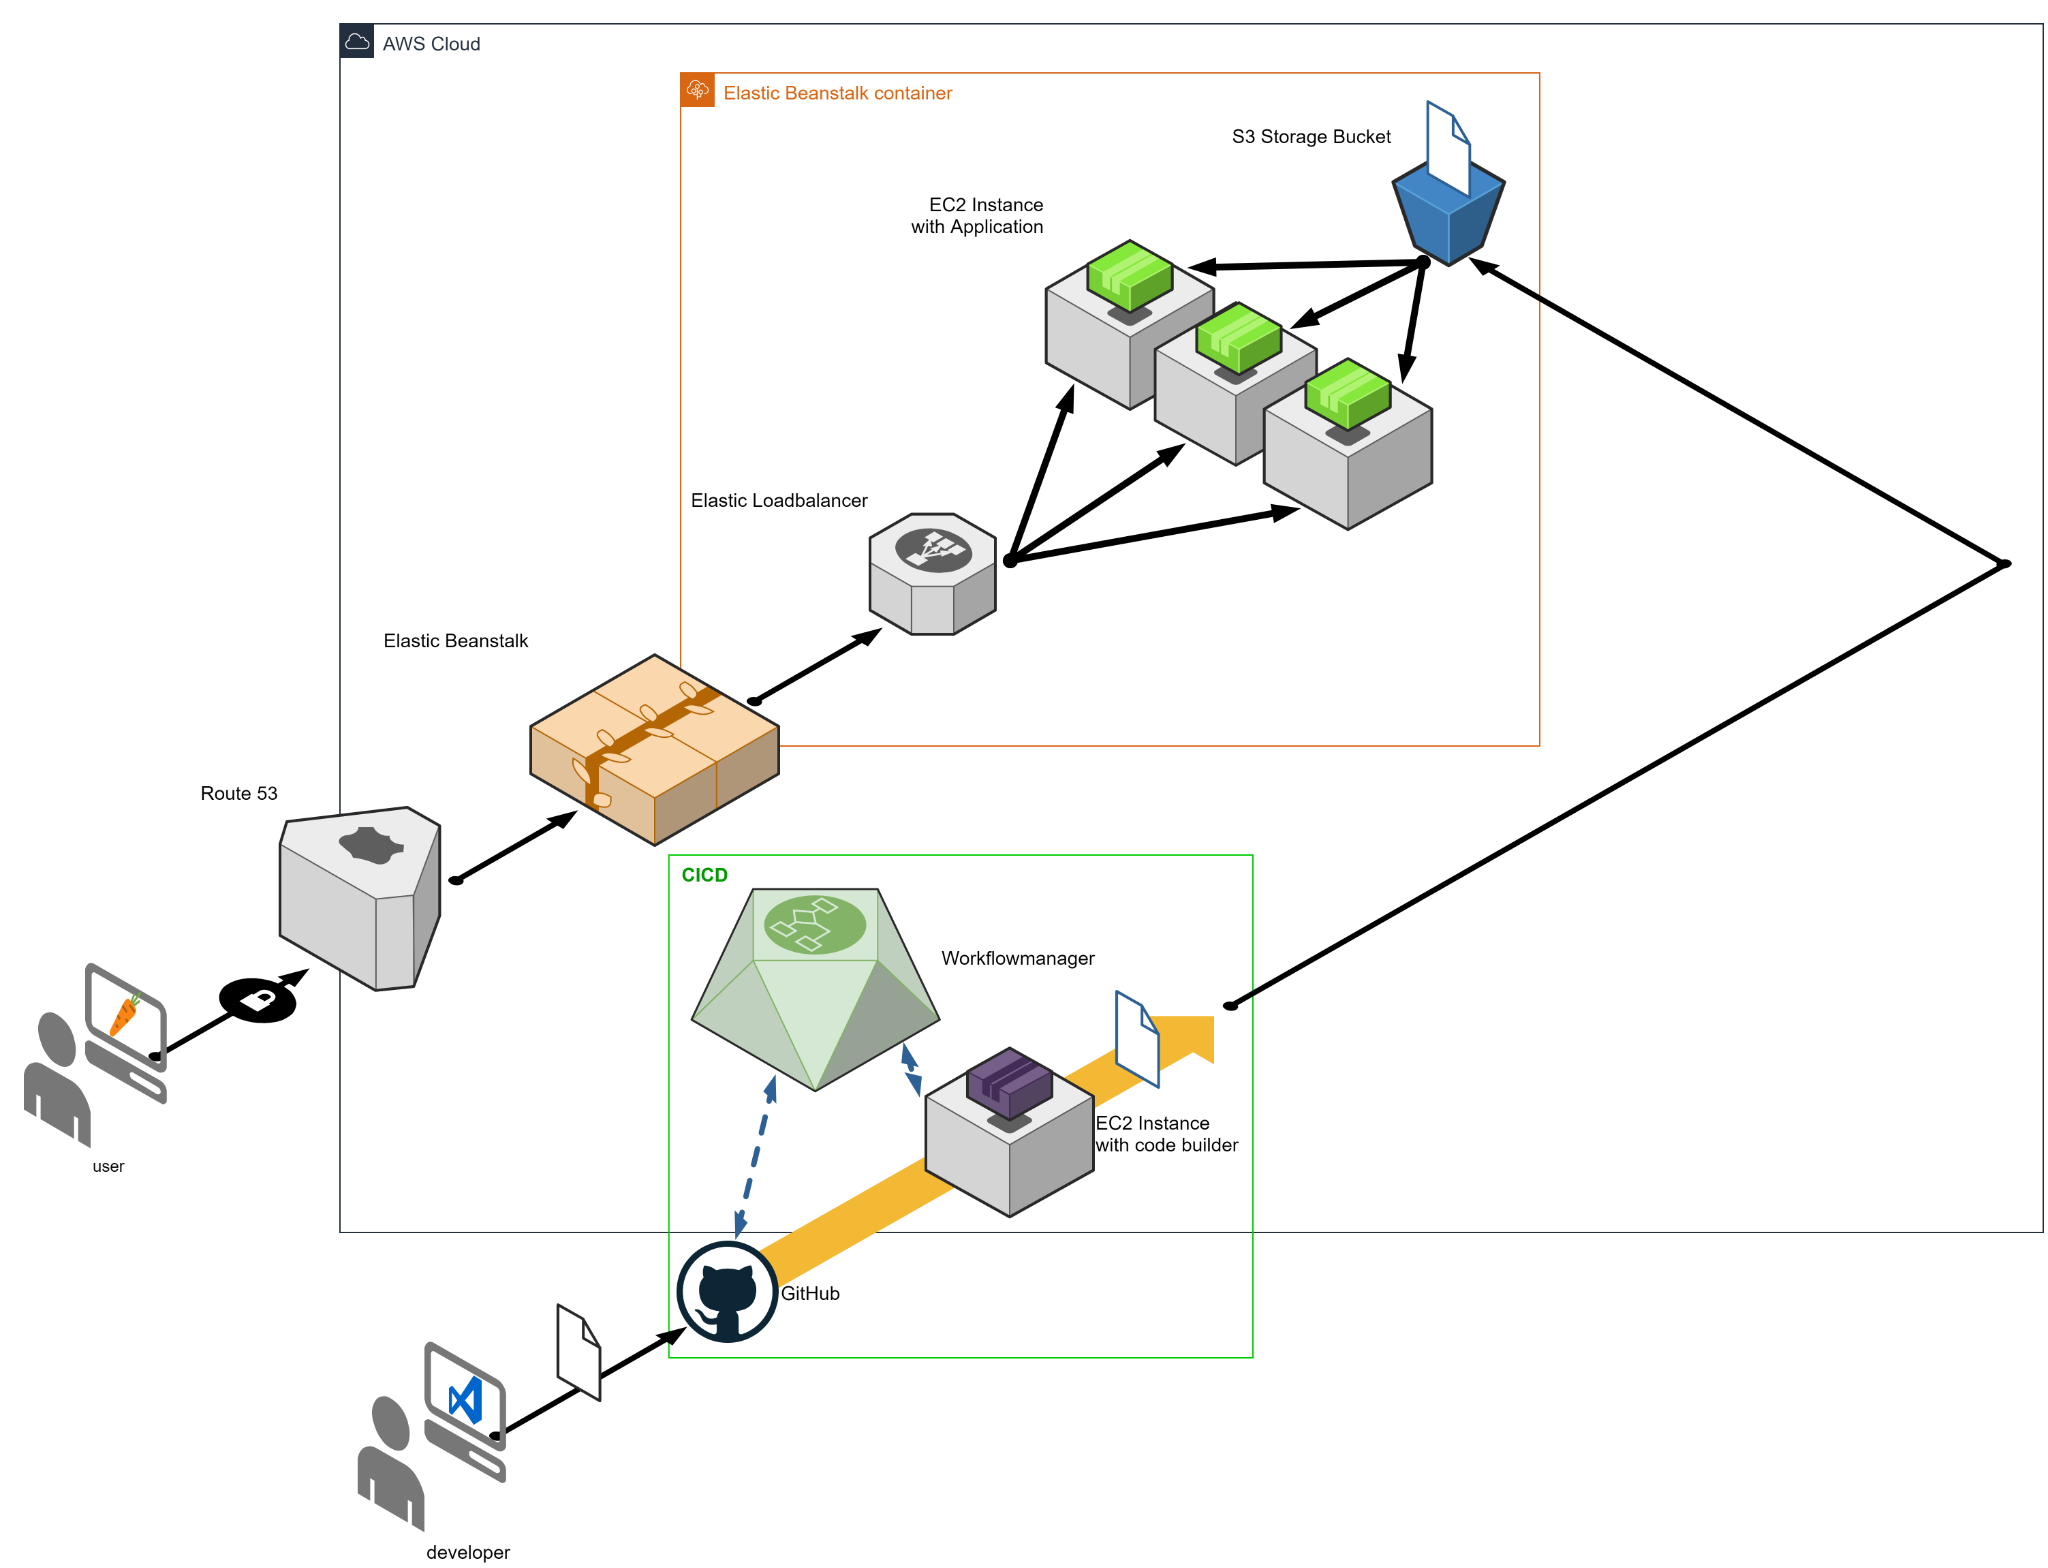 AWS Cloud
Elastic Beanstalk container
S3 Storage Bucket
EC2 Instance
with Application
Elastic Loadbalancer
Elastic Beanstalk
Route 53
CICD
Workflowmanager
EC2 Instance
with code builder
user
GitHub
developer